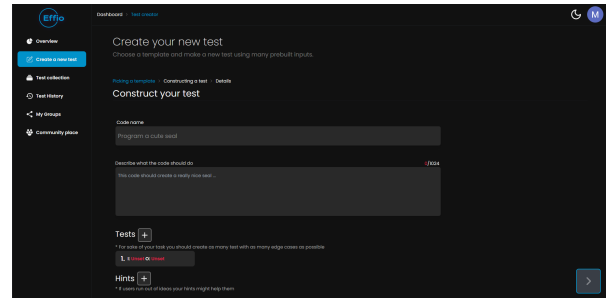 Effio
Dashboard › Test Creator
M
Overview
Create a new test
Test collection
Test History
My Groups
Community place
Create your new test
Choose a template and make a new test using many prebuilt inputs.
Picking a template › Constructing a test › Details
Construct your test
Code name
Program a cute seal
Describe what the code should do
/1024
This code should create a really nice seal ...
Tests +
* For sake of your task you should create as many test with as many edge cases as possible
1. I: Unset O: Unset
Hints +
* If users run out of ideas your hints might help them